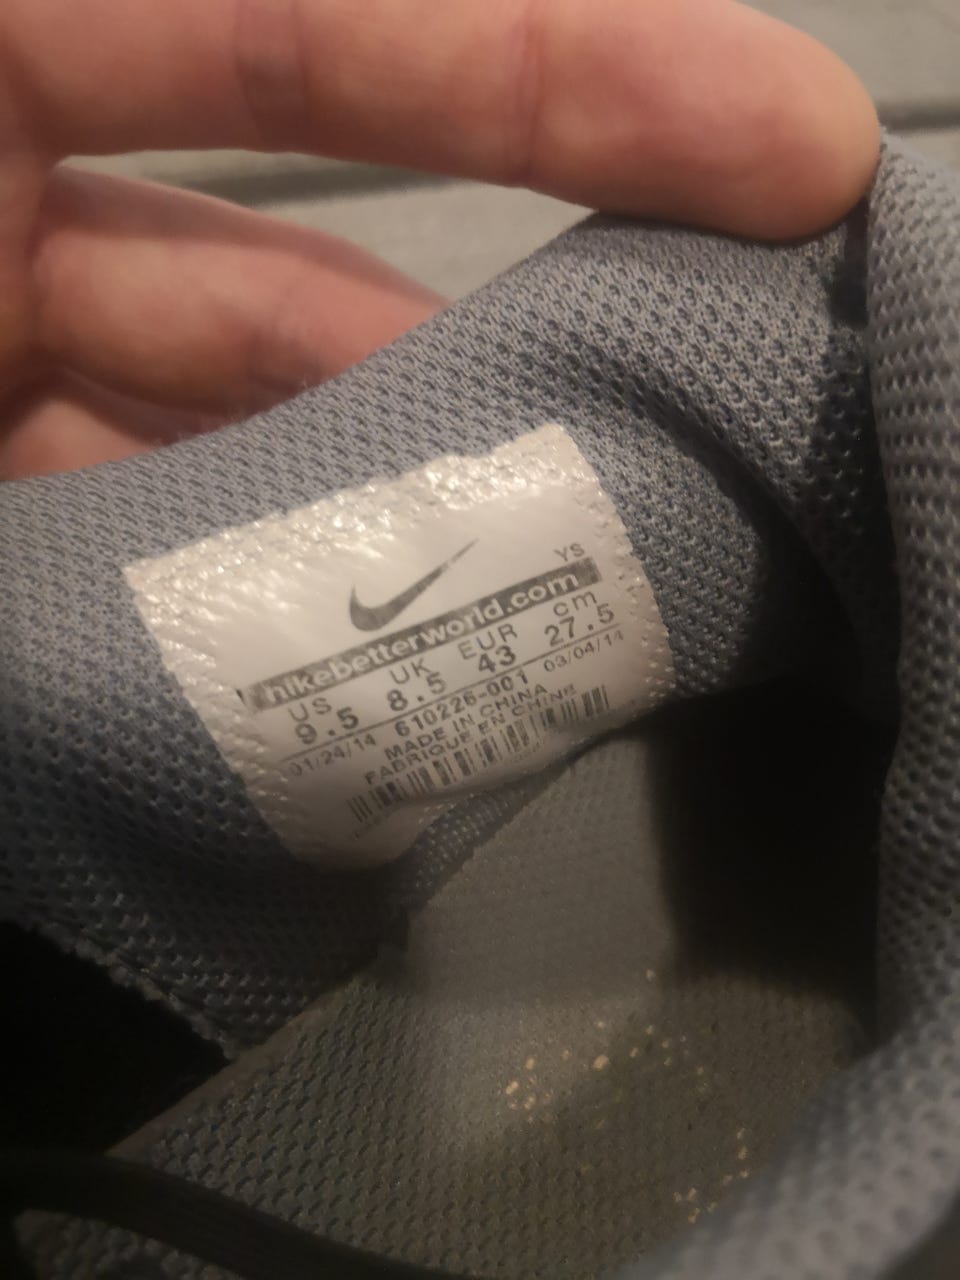 YS
nikebetterworld.com
US UK EUR cm
9.5 8.5 43 27.5
01/24/14 610226-001 03/04/14
MADE IN CHINA
FABRIQUE EN CHINE